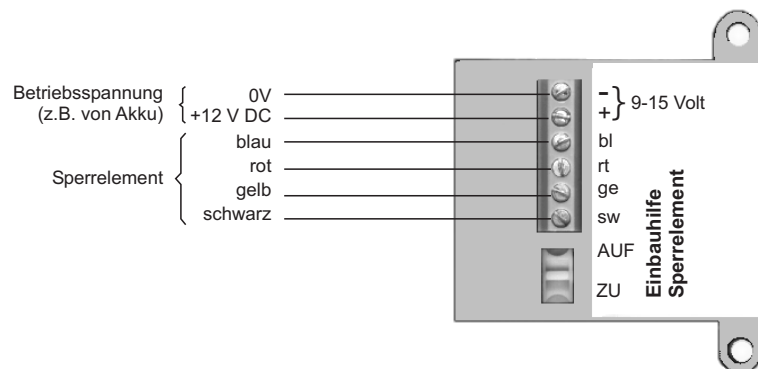 Betriebsspannung
(z.B. von Akku)
0V
+12 V DC
Sperrelement
blau
rot
gelb
schwarz
-
+
9-15 Volt
bl
rt
ge
sw
AUF
ZU
Einbauhilfe
Sperrelement